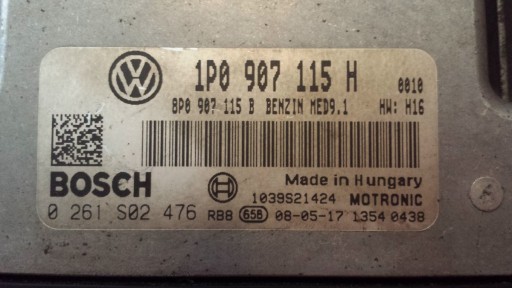 1P0 907 115 H 0010
8P0 907 115 B BENZIN MED9.1 HW: H16
BOSCH Made in Hungary
1039S21424 MOTRONIC
0 261 S02 476 RB8 65B 08-05-17 1354 0438